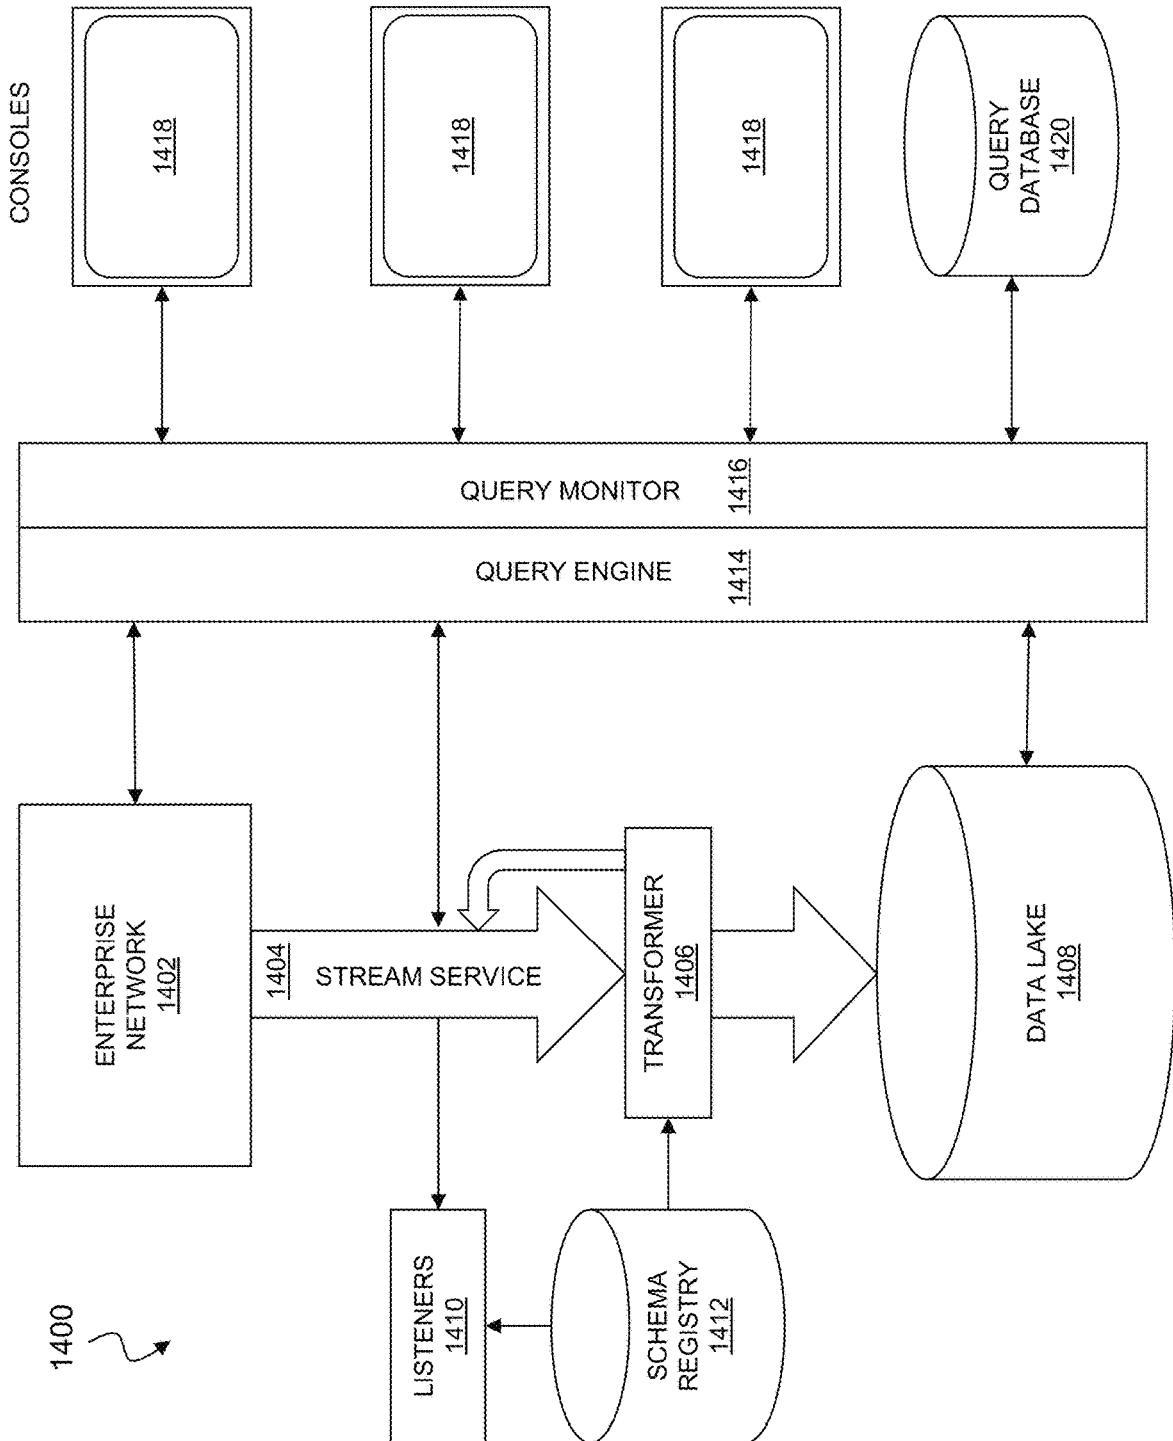 CONSOLES
1418
1418
1418
QUERY
DATABASE
1420
QUERY MONITOR
1416
QUERY ENGINE
1414
ENTERPRISE
NETWORK
1402
1404
STREAM SERVICE
TRANSFORMER
1406
DATA LAKE
1408
LISTENERS
1410
SCHEMA
REGISTRY
1412
1400